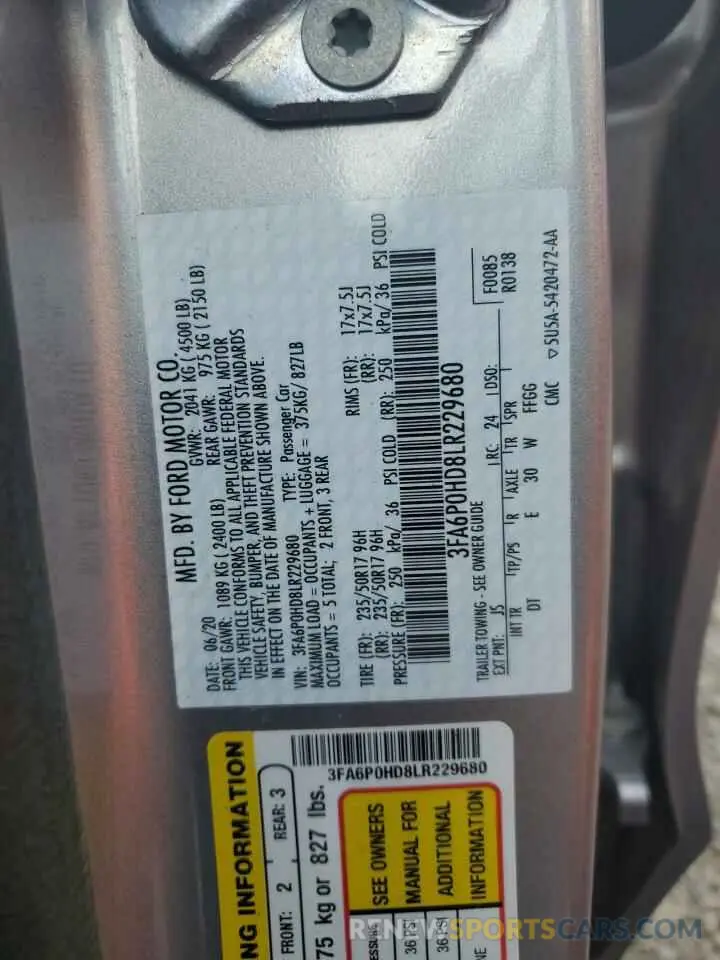 MFD. BY FORD MOTOR CO.
DATE: 06/20 GVWR: 2041 KG ( 4500 LB)
FRONT GAWR: 1089 KG ( 2400 LB) REAR GAWR: 975 KG ( 2150 LB)
THIS VEHICLE CONFORMS TO ALL APPLICABLE FEDERAL MOTOR
VEHICLE SAFETY, BUMPER, AND THEFT PREVENTION STANDARDS
IN EFFECT ON THE DATE OF MANUFACTURE SHOWN ABOVE.
VIN: 3FA6P0HD8LR229680 TYPE: Passenger Car
MAXIMUM LOAD = OCCUPANTS + LUGGAGE = 375KG/ 827LB
OCCUPANTS = 5 TOTAL; 2 FRONT, 3 REAR
TIRE (FR): 235/50R17 96H RIMS (FR): 17x7.5J
(RR): 235/50R17 96H (RR): 17x7.5J
PRESSURE (FR): 250 kPa/ 36 PSI COLD (RR): 250 kPa/ 36 PSI COLD
3FA6P0HD8LR229680
TRAILER TOWING - SEE OWNER GUIDE F0085
EXT PNT: JS RC: 24 DSO: R0138
INT TR TP/PS R AXLE TR SPR
DT E 30 W FFGG
CMC 5U5A-5420472-AA
3FA6P0HD8LR229680
NG INFORMATION
FRONT: 2 REAR: 3
75 kg or 827 lbs.
SEE OWNERS
MANUAL FOR
ADDITIONAL
INFORMATION
36 PSI
36 PSI
RENEWSPORTSCARS.COM